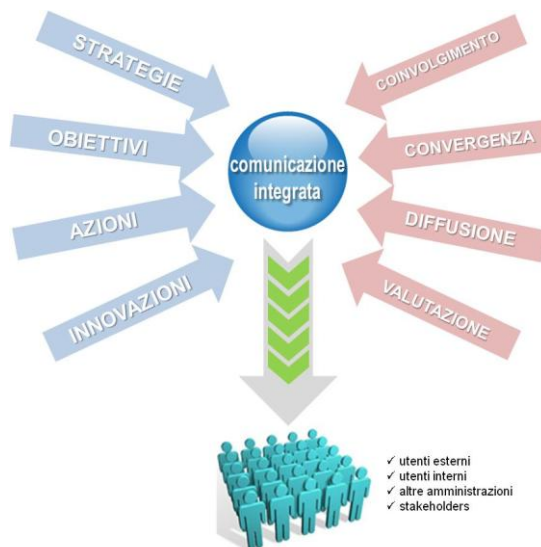 STRATEGIE
OBIETTIVI
AZIONI
INNOVAZIONI
comunicazione
integrata
COINVOLGIMENTO
CONVERGENZA
DIFFUSIONE
VALUTAZIONE
✓ utenti esterni
✓ utenti interni
✓ altre amministrazioni
✓ stakeholders